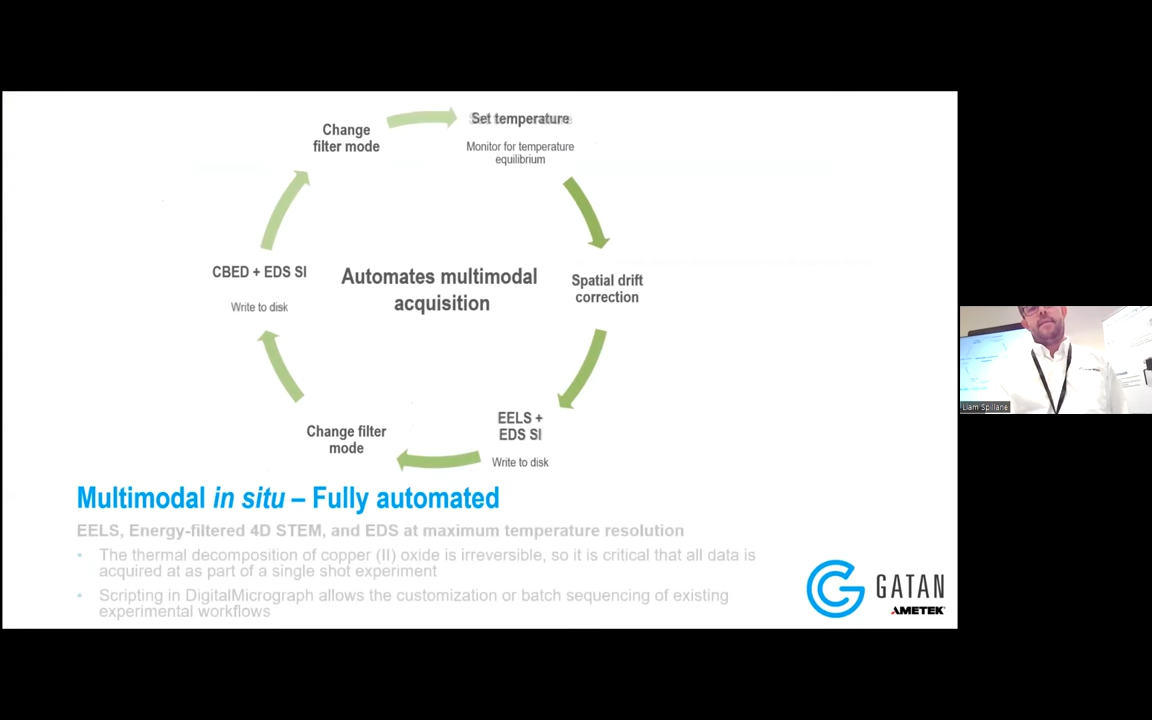 Change
filter mode
Set temperature
Monitor for temperature
equilibrium
CBED + EDS SI
Write to disk
Automates multimodal
acquisition
Spatial drift
correction
EELS +
EDS SI
Write to disk
Change filter
mode
Multimodal in situ – Fully automated
EELS, Energy-filtered 4D STEM, and EDS at maximum temperature resolution
• The thermal decomposition of copper (II) oxide is irreversible, so it is critical that all data is
acquired at as part of a single shot experiment
• Scripting in DigitalMicrograph allows the customization or batch sequencing of existing
experimental workflows
GATAN
AMETEK
Liam Spillane